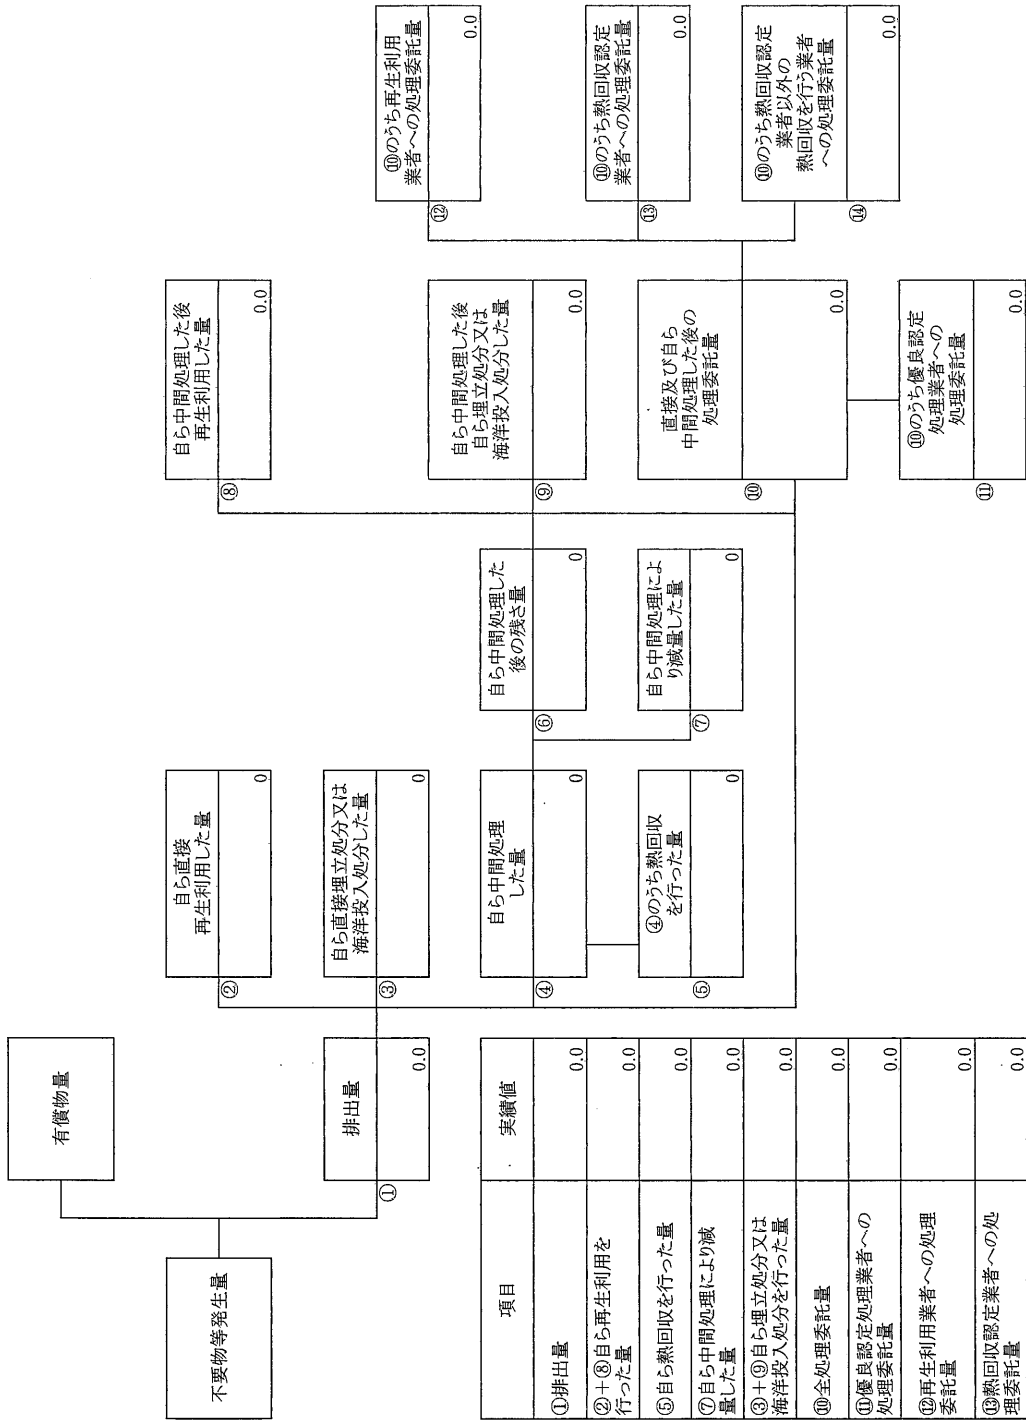 有償物量
不要物等発生量
排出量
①
0.0
自ら直接
再生利用した量
②
0
自ら直接埋立処分又は
海洋投入処分した量
③
0
自ら中間処理
した量
④
0
④のうち熱回収
を行った量
⑤
0
自ら中間処理した
後の残さ量
⑥
0
自ら中間処理によ
り減量した量
⑦
0
自ら中間処理した後
再生利用した量
⑧
0.0
自ら中間処理した後
自ら埋立処分又は
海洋投入処分した量
⑨
0.0
直接及び自ら
中間処理した後の
処理委託量
⑩
0.0
⑩のうち優良認定
処理業者への
処理委託量
⑪
0.0
⑩のうち再生利用
業者への処理委託量
⑫
0.0
⑩のうち熱回収認定
業者への処理委託量
⑬
0.0
⑩のうち熱回収認定
業者以外の
熱回収を行う業者
への処理委託量
⑭
0.0
項目 実績値
①排出量 0.0
②+⑧自ら再生利用を
行った量 0.0
⑤自ら熱回収を行った量 0.0
⑦自ら中間処理により減
量した量 0.0
③+⑨自ら埋立処分又は
海洋投入処分を行った量 0.0
⑩全処理委託量 0.0
⑪優良認定処理業者への
処理委託量 0.0
⑫再生利用業者への処理
委託量 0.0
⑬熱回収認定業者への処
理委託量 0.0